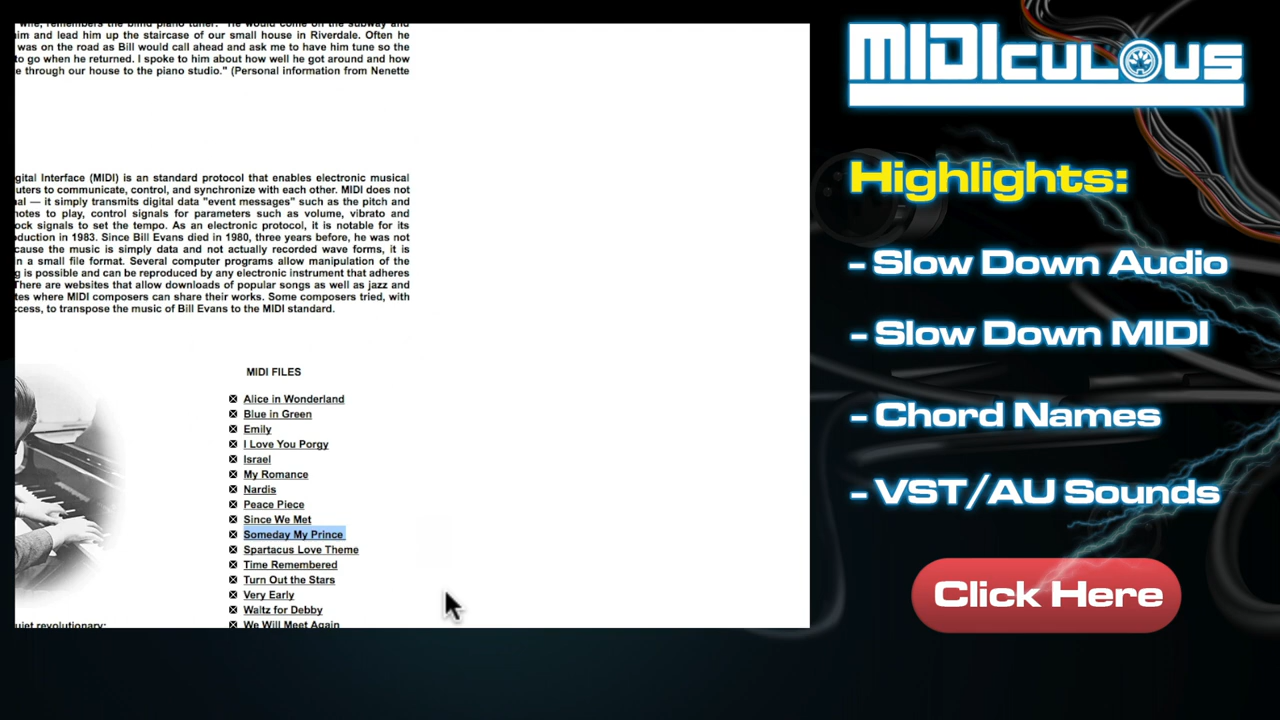 wife, remembers the blind piano tuner: "He would come on the subway and
him and lead him up the staircase of our small house in Riverdale. Often he
was on the road as Bill would call ahead and ask me to have him tune so the
to go when he returned. I spoke to him about how well he got around and how
e through our house to the piano studio." (Personal information from Nenette
gital Interface (MIDI) is an standard protocol that enables electronic musical
uters to communicate, control, and synchronize with each other. MIDI does not
nal — it simply transmits digital data "event messages" such as the pitch and
notes to play, control signals for parameters such as volume, vibrato and
ock signals to set the tempo. As an electronic protocol, it is notable for its
oduction in 1983. Since Bill Evans died in 1980, three years before, he was not
cause the music is simply data and not actually recorded wave forms, it is
n a small file format. Several computer programs allow manipulation of the
g is possible and can be reproduced by any electronic instrument that adheres
There are websites that allow downloads of popular songs as well as jazz and
tes where MIDI composers can share their works. Some composers tried, with
ccess, to transpose the music of Bill Evans to the MIDI standard.
MIDI FILES
Alice in Wonderland
Blue in Green
Emily
I Love You Porgy
Israel
My Romance
Nardis
Peace Piece
Since We Met
Someday My Prince
Spartacus Love Theme
Time Remembered
Turn Out the Stars
Very Early
Waltz for Debby
We Will Meet Again
uiet revolutionary:
MIDIculous
Highlights:
- Slow Down Audio
- Slow Down MIDI
- Chord Names
- VST/AU Sounds
Click Here